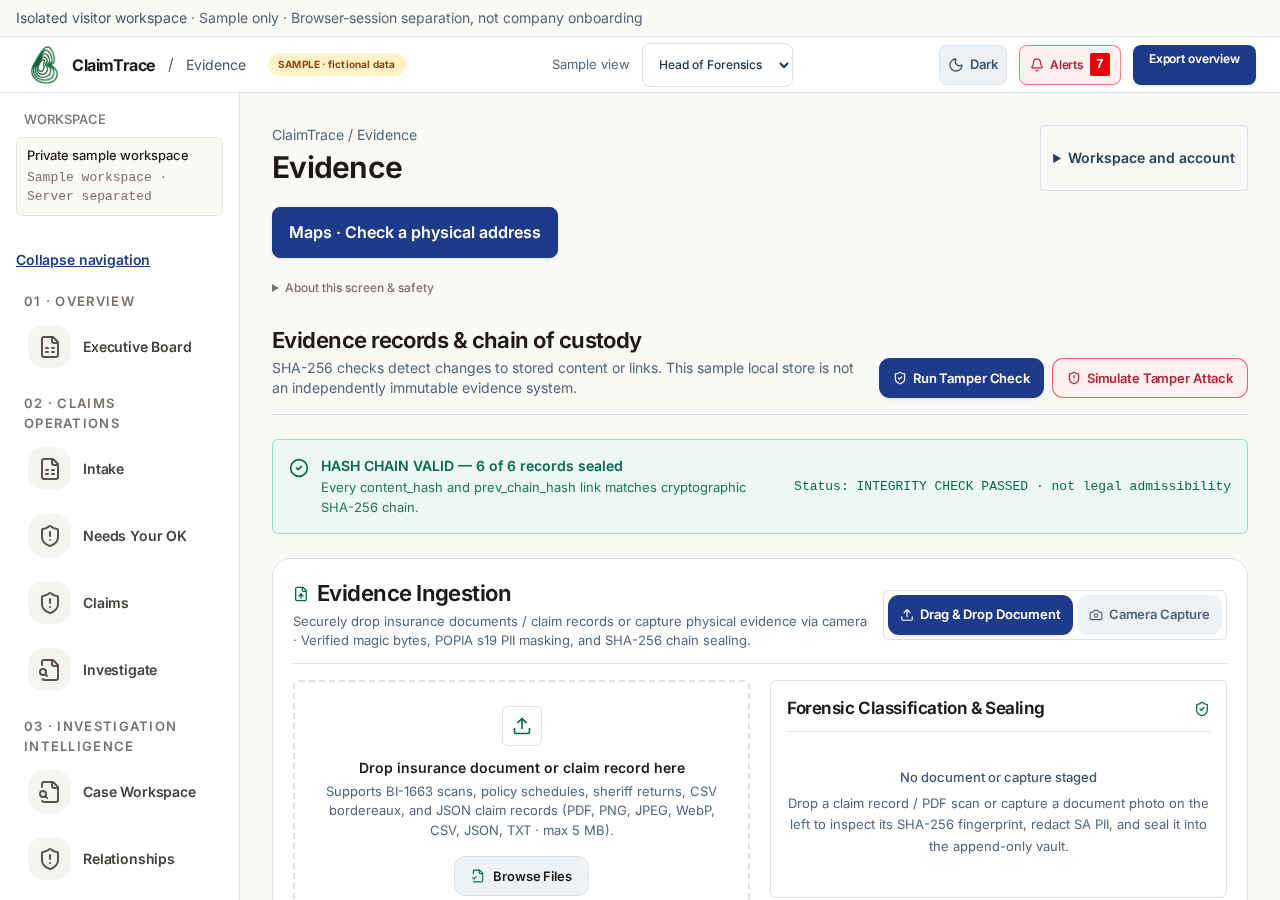 Isolated visitor workspace · Sample only · Browser-session separation, not company onboarding
ClaimTrace / Evidence
SAMPLE · fictional data
Sample view
Head of Forensics
Dark
Alerts 7
Export overview
WORKSPACE
Private sample workspace
Sample workspace ·
Server separated
Collapse navigation
01 · OVERVIEW
Executive Board
02 · CLAIMS
OPERATIONS
Intake
Needs Your OK
Claims
Investigate
03 · INVESTIGATION
INTELLIGENCE
Case Workspace
Relationships
ClaimTrace / Evidence
Evidence
Workspace and account
Maps · Check a physical address
About this screen & safety
Evidence records & chain of custody
SHA-256 checks detect changes to stored content or links. This sample local store is not
an independently immutable evidence system.
Run Tamper Check
Simulate Tamper Attack
HASH CHAIN VALID — 6 of 6 records sealed
Every content_hash and prev_chain_hash link matches cryptographic
SHA-256 chain.
Status: INTEGRITY CHECK PASSED · not legal admissibility
Evidence Ingestion
Securely drop insurance documents / claim records or capture physical evidence via camera
· Verified magic bytes, POPIA s19 PII masking, and SHA-256 chain sealing.
Drag & Drop Document
Camera Capture
Drop insurance document or claim record here
Supports BI-1663 scans, policy schedules, sheriff returns, CSV
bordereaux, and JSON claim records (PDF, PNG, JPEG, WebP,
CSV, JSON, TXT · max 5 MB).
Browse Files
Forensic Classification & Sealing
No document or capture staged
Drop a claim record / PDF scan or capture a document photo on the
left to inspect its SHA-256 fingerprint, redact SA PII, and seal it into
the append-only vault.